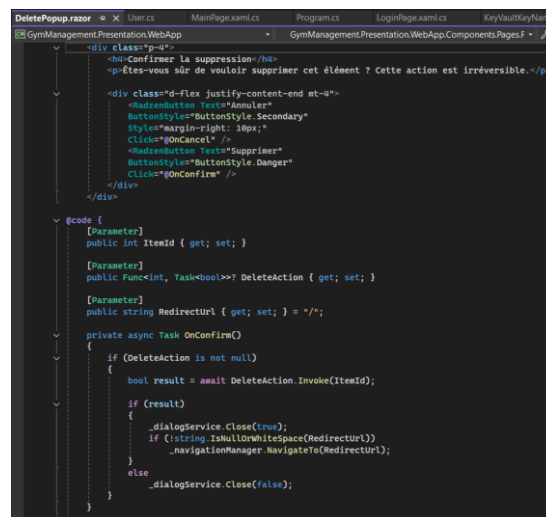 DeletePopup.razor User.cs MainPage.xaml.cs Program.cs LoginPage.xaml.cs KeyVaultKeyNam
GymManagement.Presentation.WebApp GymManagement.Presentation.WebApp.Components.Pages.F
<div class="p-4">
<h4>Confirmer la suppression</h4>
<p>Êtes-vous sûr de vouloir supprimer cet élément ? Cette action est irréversible.</p
<div class="d-flex justify-content-end mt-4">
<RadzenButton Text="Annuler"
ButtonStyle="ButtonStyle.Secondary"
Style="margin-right: 10px;"
Click="@OnCancel" />
<RadzenButton Text="Supprimer"
ButtonStyle="ButtonStyle.Danger"
Click="@OnConfirm" />
</div>
</div>
@code {
[Parameter]
public int ItemId { get; set; }
[Parameter]
public Func<int, Task<bool>>? DeleteAction { get; set; }
[Parameter]
public string RedirectUrl { get; set; } = "/";
private async Task OnConfirm()
{
if (DeleteAction is not null)
{
bool result = await DeleteAction.Invoke(ItemId);
if (result)
{
_dialogService.Close(true);
if (!string.IsNullOrWhiteSpace(RedirectUrl))
_navigationManager.NavigateTo(RedirectUrl);
}
else
_dialogService.Close(false);
}
}